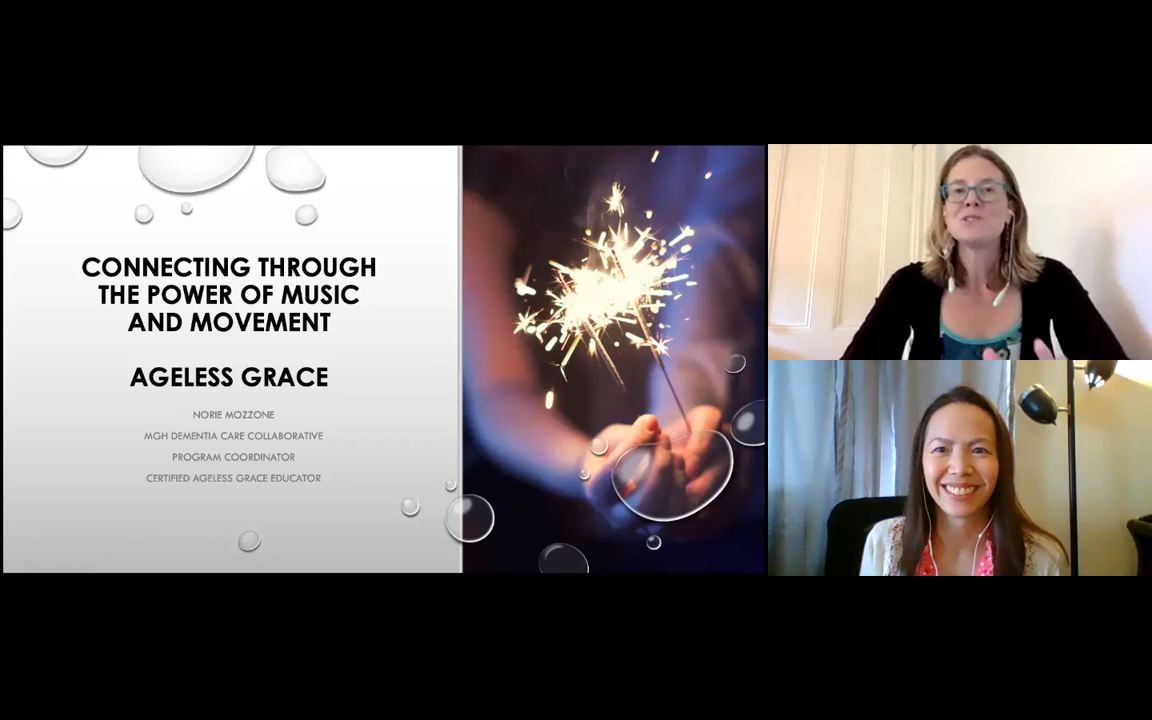 CONNECTING THROUGH
THE POWER OF MUSIC
AND MOVEMENT
AGELESS GRACE
NORIE MOZZONE
MGH DEMENTIA CARE COLLABORATIVE
PROGRAM COORDINATOR
CERTIFIED AGELESS GRACE EDUCATOR